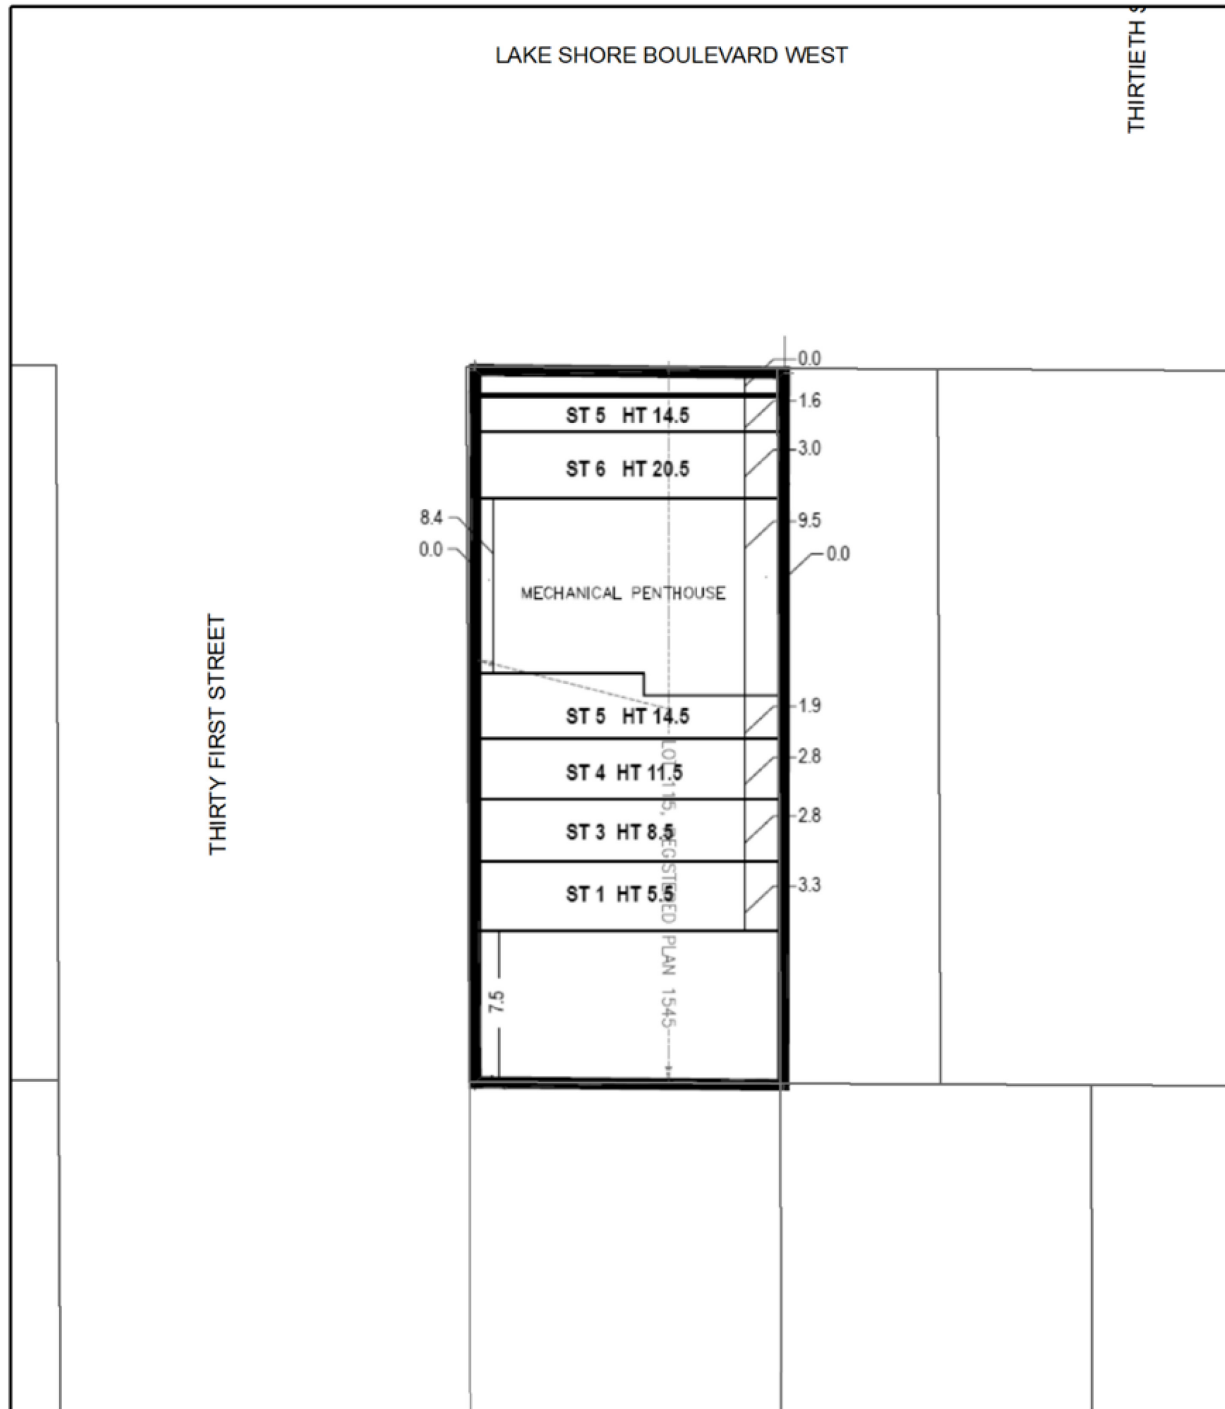 LAKE SHORE BOULEVARD WEST
THIRTIETH S
0.0
1.6
ST 5 HT 14.5
3.0
ST 6 HT 20.5
8.4
9.5
0.0
0.0
MECHANICAL PENTHOUSE
THIRTY FIRST STREET
1.9
ST 5 HT 14.5
2.8
ST 4 HT 11.5
2.8
ST 3 HT 8.5
3.3
ST 1 HT 5.5
LOT 115, REGSTERED PLAN 1545
7.5